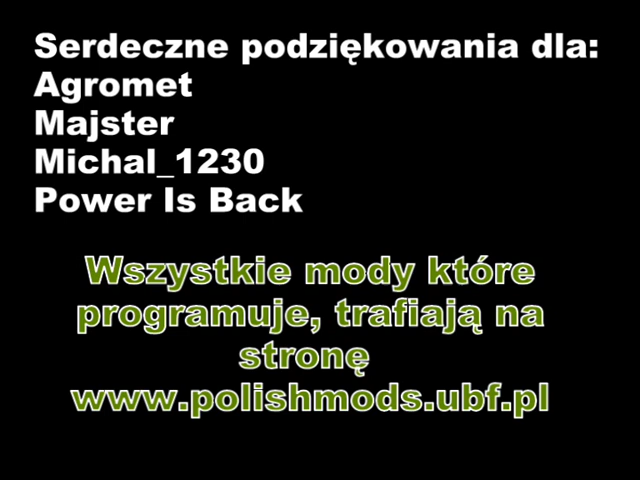 Serdeczne podziękowania dla:
Agromet
Majster
Michal_1230
Power Is Back
Wszystkie mody które
programuje, trafiają na
stronę
www.polishmods.ubf.pl